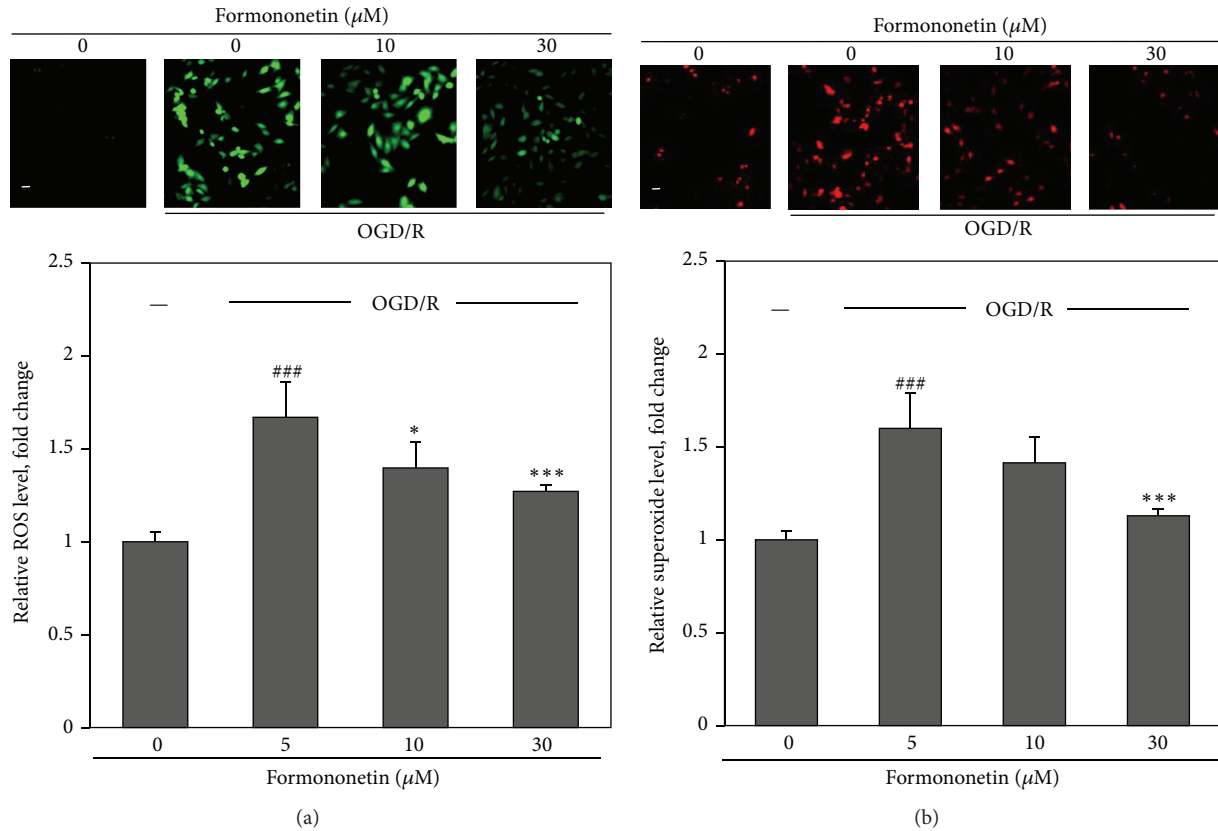 Formononetin (μM)
0 0 10 30
OGD/R
2.5
2
1.5
1
0.5
0
Relative ROS level, fold change
— OGD/R
###
*
***
0 5 10 30
Formononetin (μM)
(a)
Formononetin (μM)
0 0 10 30
OGD/R
2.5
2
1.5
1
0.5
0
Relative superoxide level, fold change
— OGD/R
###
***
0 5 10 30
Formononetin (μM)
(b)